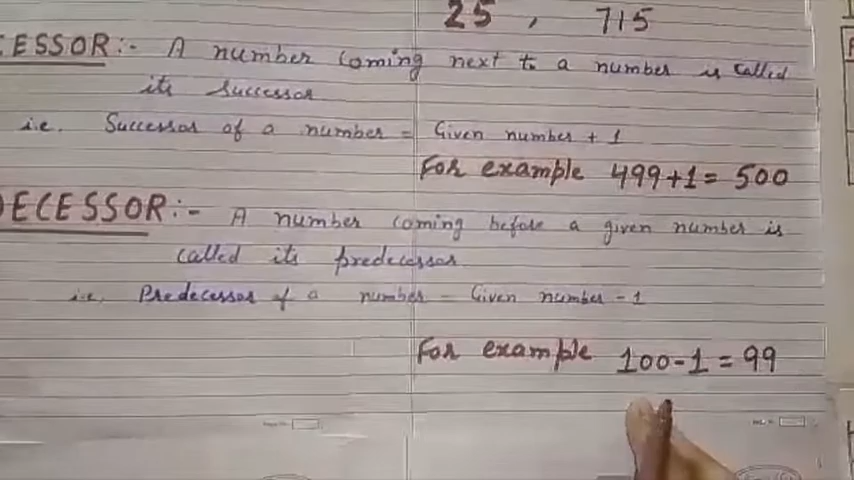 25 , 715
CESSOR:- A number coming next to a number is called
its successor
i.e. Successor of a number = Given number + 1
For example 499+1= 500
DECESSOR:- A number coming before a given number is
called its predecessor
i.e. Predecessor of a number = Given number - 1
For example 100-1 = 99